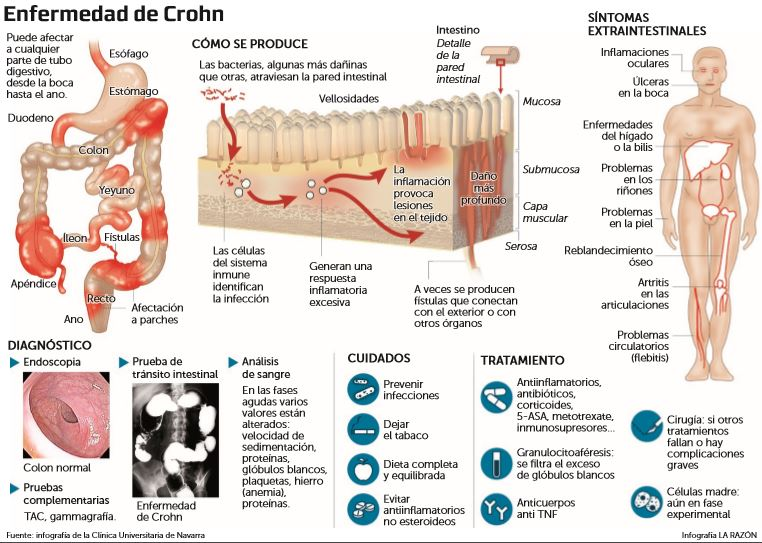 Enfermedad de Crohn
Puede afectar
a cualquier
parte de tubo
digestivo,
desde la boca
hasta el ano.
Esófago
Estómago
Duodeno
Colon
Yeyuno
Íleon
Fístulas
Apéndice
Recto
Ano
Afectación
a parches
CÓMO SE PRODUCE
Las bacterias, algunas más dañinas
que otras, atraviesan la pared intestinal
Vellosidades
Intestino
Detalle
de la
pared
intestinal
Mucosa
Submucosa
Capa
muscular
Serosa
La
inflamación
provoca
lesiones
en el tejido
Daño
más
profundo
Las células
del sistema
inmune
identifican
la infección
Generan una
respuesta
inflamatoria
excesiva
A veces se producen
fístulas que conectan
con el exterior o con
otros órganos
SÍNTOMAS
EXTRAINTESTINALES
Inflamaciones
oculares
Úlceras
en la boca
Enfermedades
del hígado
o la bilis
Problemas
en los
riñones
Problemas
en la piel
Reblandecimiento
óseo
Artritis
en las
articulaciones
Problemas
circulatorios
(flebitis)
DIAGNÓSTICO
Endoscopia
Colon normal
Pruebas
complementarias
TAC, gammagrafía.
Prueba de
tránsito intestinal
Enfermedad
de Crohn
Análisis
de sangre
En las fases
agudas varios
valores están
alterados:
velocidad de
sedimentación,
proteínas,
glóbulos blancos,
plaquetas, hierro
(anemia),
proteínas.
CUIDADOS
Prevenir
infecciones
Dejar
el tabaco
Dieta completa
y equilibrada
Evitar
antiinflamatorios
no esteroideos
TRATAMIENTO
Antiinflamatorios,
antibióticos,
corticoides,
5-ASA, metotrexate,
inmunosupresores...
Granulocitoaféresis:
se filtra el exceso
de glóbulos blancos
Anticuerpos
anti TNF
Cirugía: si otros
tratamientos
fallan o hay
complicaciones
graves
Células madre:
aún en fase
experimental
Fuente: infografía de la Clínica Universitaria de Navarra
Infografía LA RAZÓN